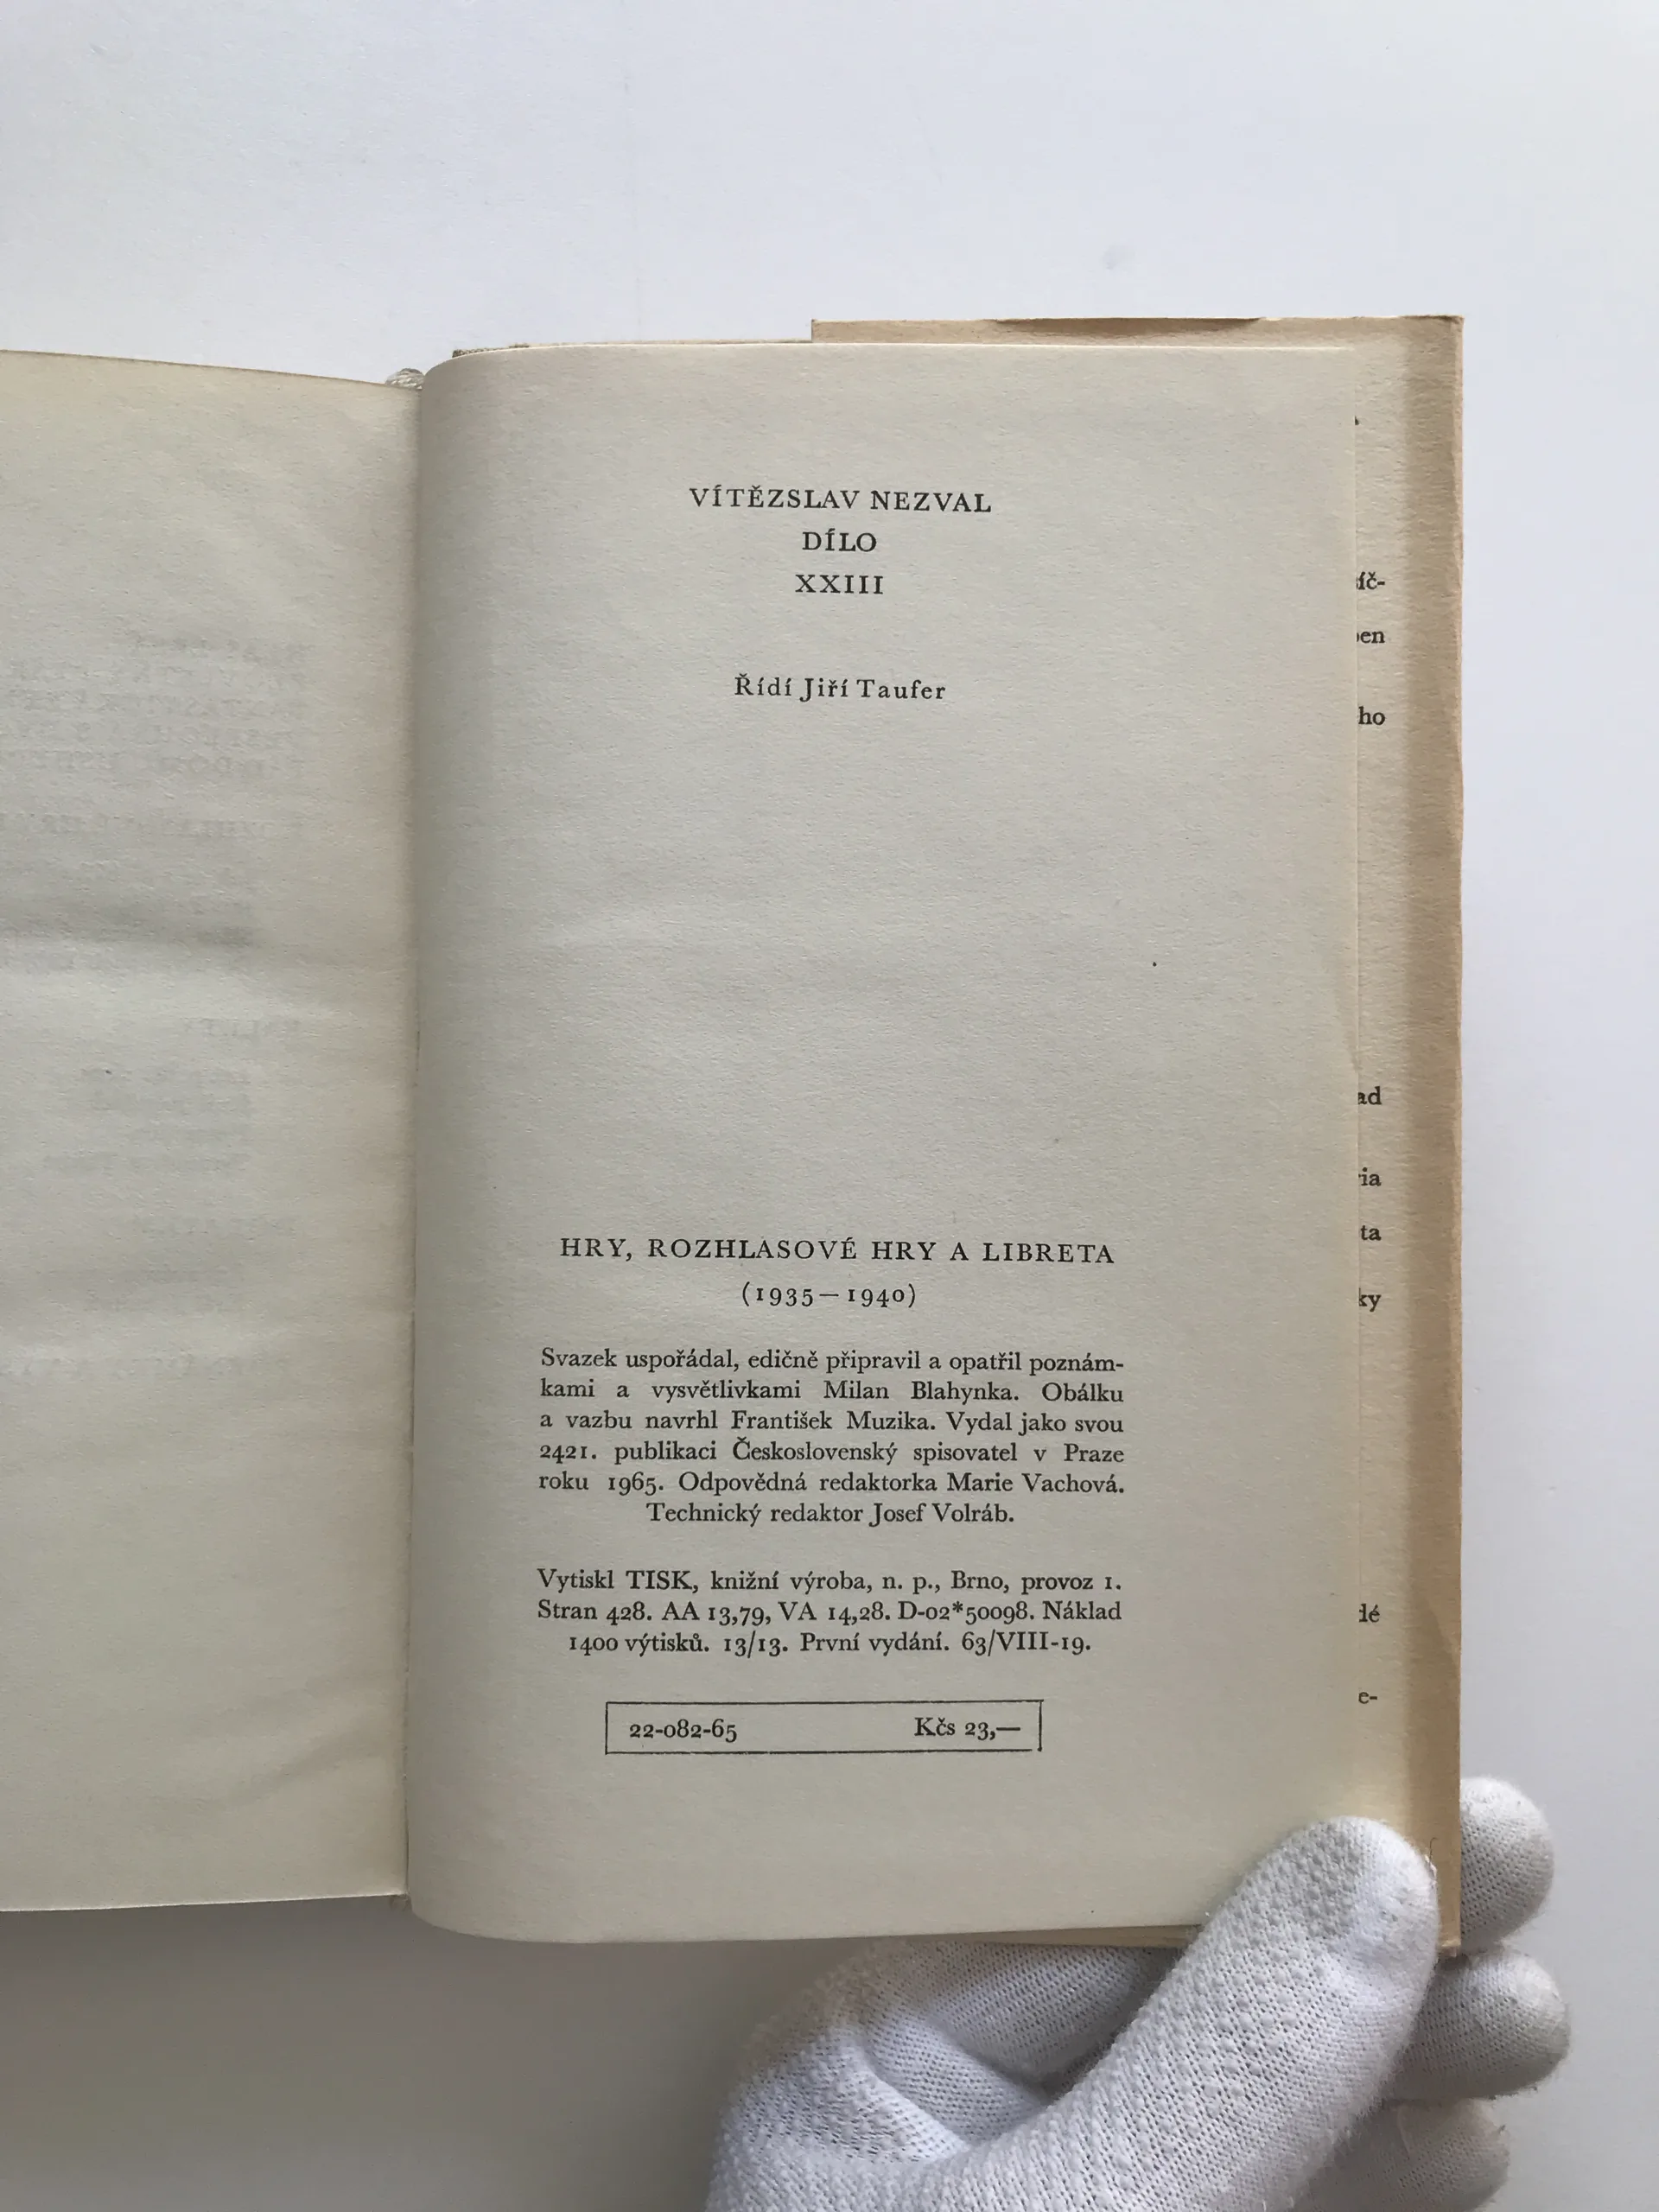 VÍTĚZSLAV NEZVAL
DÍLO
XXIII
Řídí Jiří Taufer
HRY, ROZHLASOVÉ HRY A LIBRETA
(1935—1940)
Svazek uspořádal, edičně připravil a opatřil poznám-
kami a vysvětlivkami Milan Blahynka. Obálku
a vazbu navrhl František Muzika. Vydal jako svou
2421. publikaci Československý spisovatel v Praze
roku 1965. Odpovědná redaktorka Marie Vachová.
Technický redaktor Josef Volráb.
Vytiskl TISK, knižní výroba, n. p., Brno, provoz 1.
Stran 428. AA 13,79, VA 14,28. D-02*50098. Náklad
1400 výtisků. 13/13. První vydání. 63/VIII-19.
22-082-65 Kčs 23,—